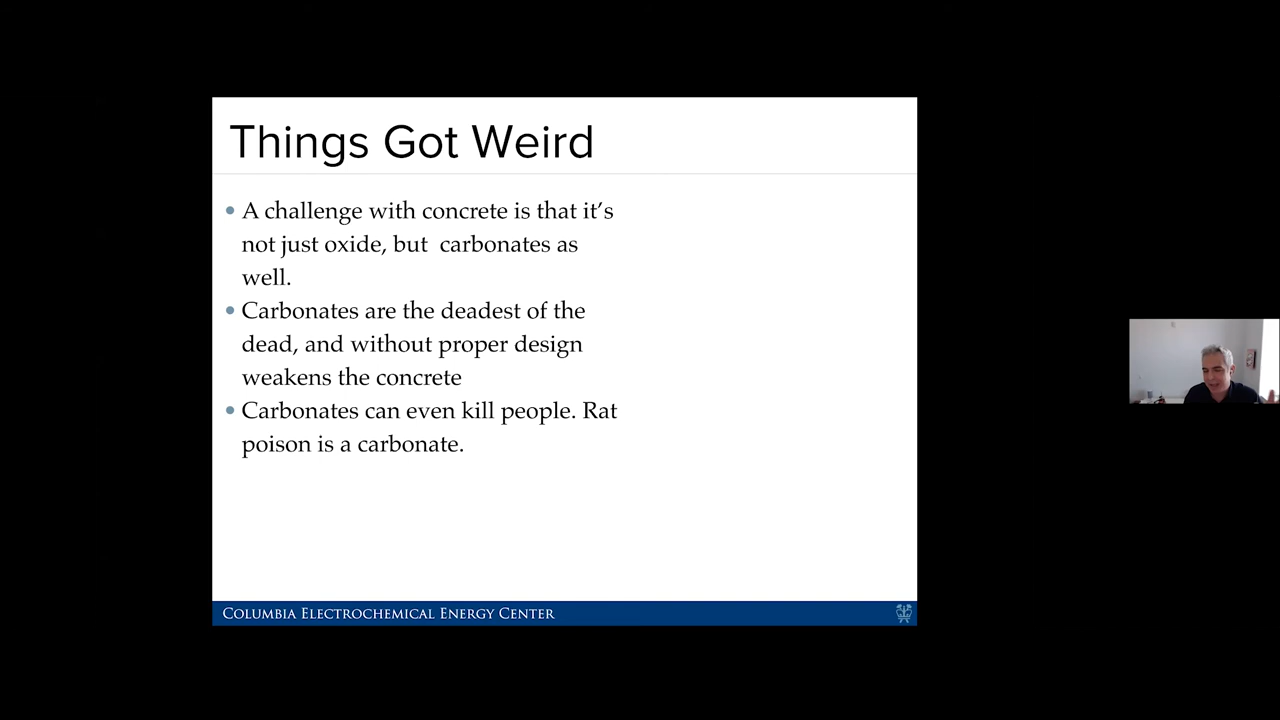 Things Got Weird
• A challenge with concrete is that it’s
not just oxide, but  carbonates as
well.
• Carbonates are the deadest of the
dead, and without proper design
weakens the concrete
• Carbonates can even kill people. Rat
poison is a carbonate.
COLUMBIA ELECTROCHEMICAL ENERGY CENTER